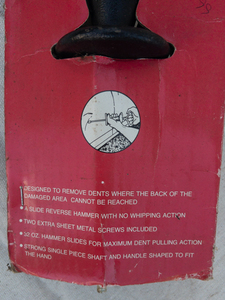 DESIGNED TO REMOVE DENTS WHERE THE BACK OF THE
DAMAGED AREA CANNOT BE REACHED
• A SLIDE REVERSE HAMMER WITH NO WHIPPING ACTION
• TWO EXTRA SHEET METAL SCREWS INCLUDED
• OZ. HAMMER SLIDES FOR MAXIMUM DENT PULLING ACTION
• STRONG SINGLE PIECE SHAFT AND HANDLE SHAPED TO FIT
THE HAND